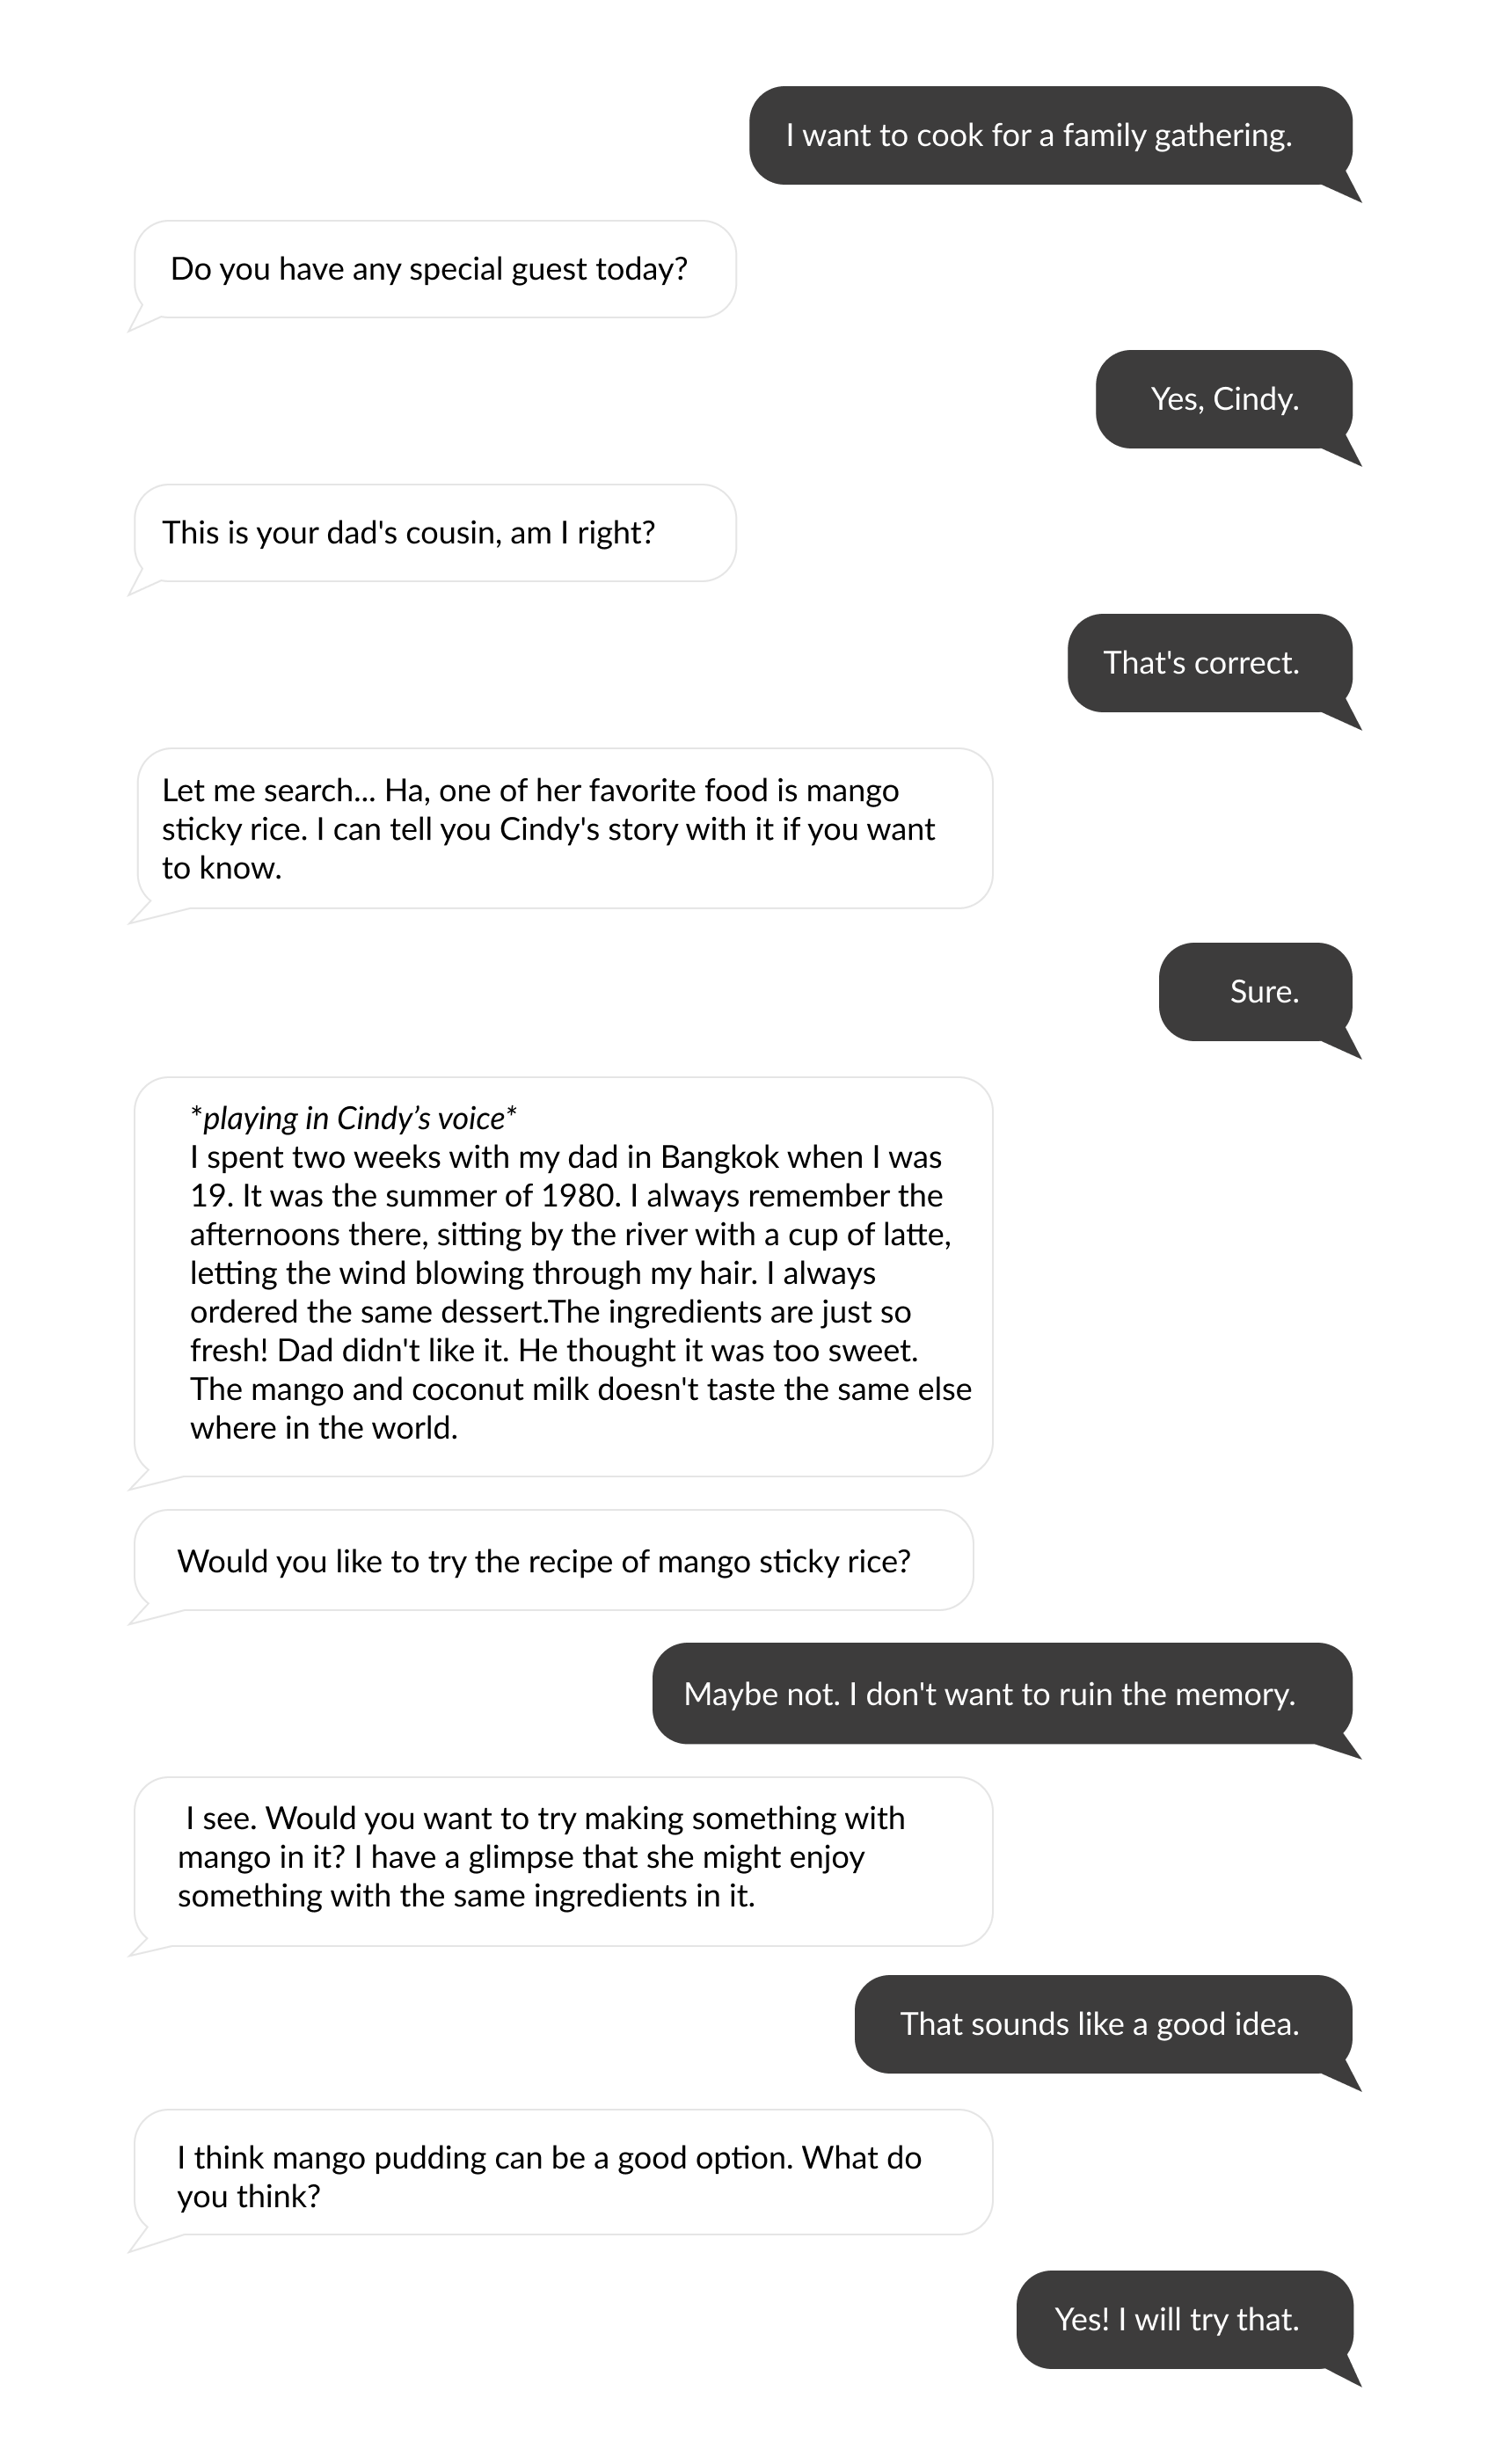 I want to cook for a family gathering.
Do you have any special guest today?
Yes, Cindy.
This is your dad's cousin, am I right?
That's correct.
Let me search... Ha, one of her favorite food is mango
sticky rice. I can tell you Cindy's story with it if you want
to know.
Sure.
*playing in Cindy’s voice*
I spent two weeks with my dad in Bangkok when I was
19. It was the summer of 1980. I always remember the
afternoons there, sitting by the river with a cup of latte,
letting the wind blowing through my hair. I always
ordered the same dessert.The ingredients are just so
fresh! Dad didn't like it. He thought it was too sweet.
The mango and coconut milk doesn't taste the same else
where in the world.
Would you like to try the recipe of mango sticky rice?
Maybe not. I don't want to ruin the memory.
I see. Would you want to try making something with
mango in it? I have a glimpse that she might enjoy
something with the same ingredients in it.
That sounds like a good idea.
I think mango pudding can be a good option. What do
you think?
Yes! I will try that.